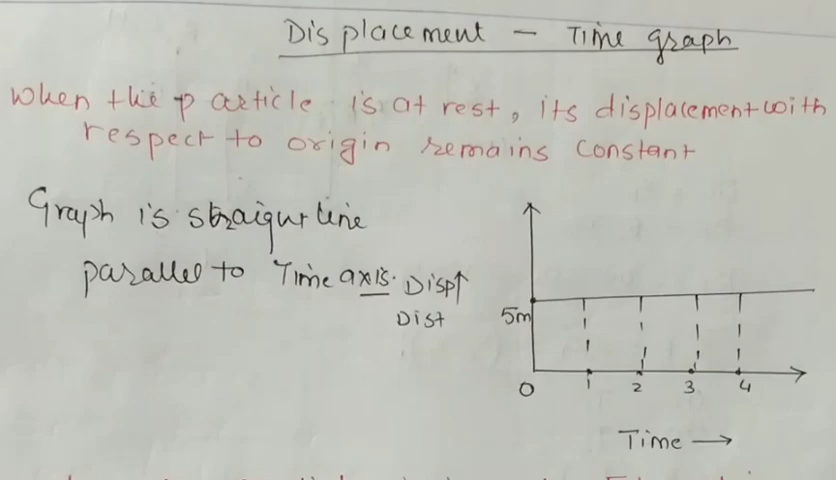 Displacement - Time graph
When the particle is at rest, its displacement with
respect to origin remains constant
Graph is straight line
parallel to Time axis.
Disp↑
Dist
5m
0 1 2 3 4
Time →